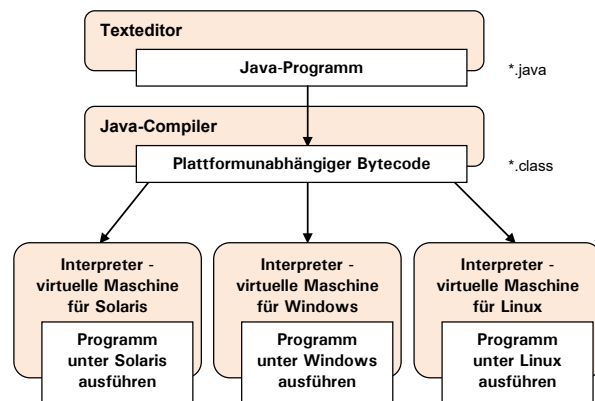 Texteditor
Java-Programm
*.java
Java-Compiler
Plattformunabhängiger Bytecode
*.class
Interpreter -
virtuelle Maschine
für Solaris
Programm
unter Solaris
ausführen
Interpreter -
virtuelle Maschine
für Windows
Programm
unter Windows
ausführen
Interpreter -
virtuelle Maschine
für Linux
Programm
unter Linux
ausführen